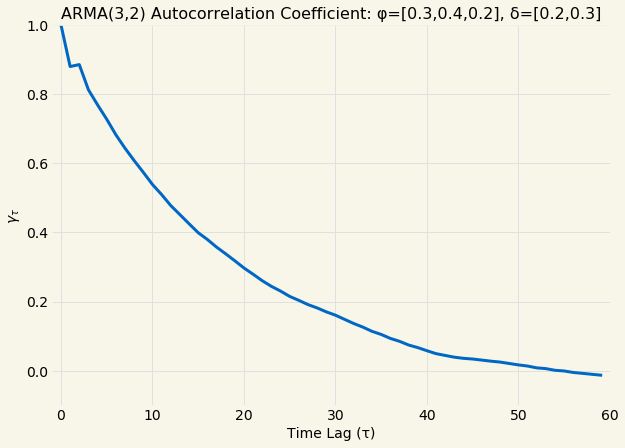 ARMA(3,2) Autocorrelation Coefficient: φ=[0.3,0.4,0.2], δ=[0.2,0.3]
1.0
0.8
0.6
0.4
0.2
0.0
γτ
0 10 20 30 40 50 60
Time Lag (τ)